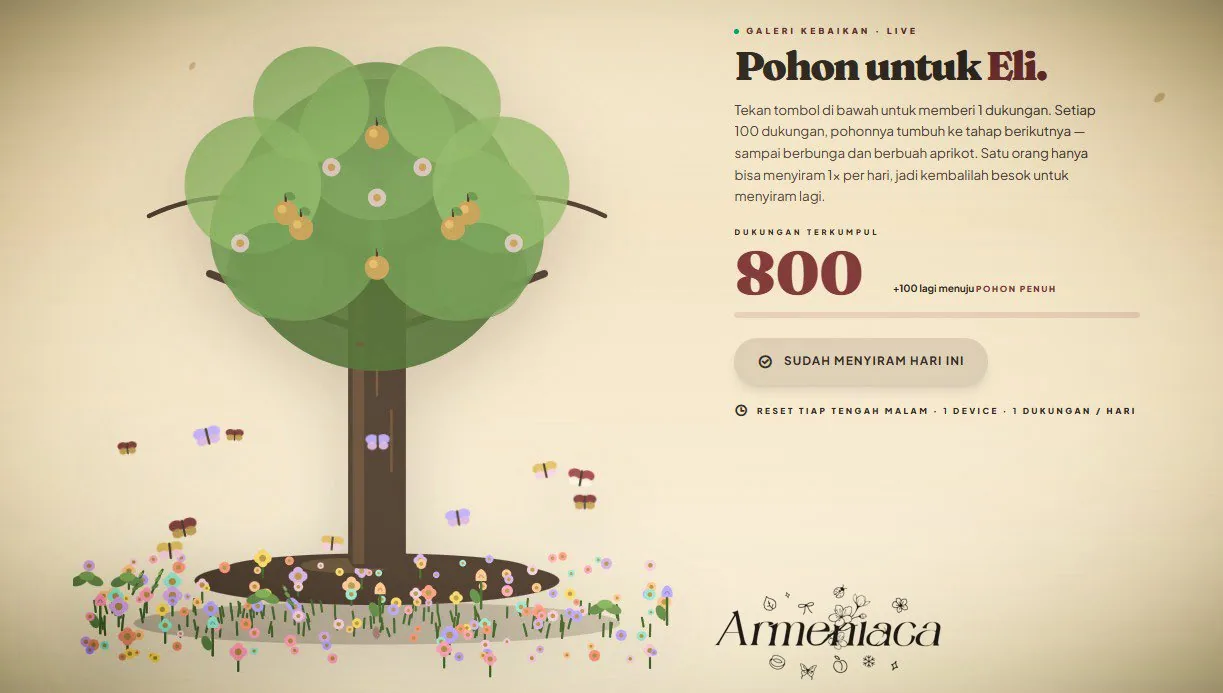 GALERI KEBAIKAN · LIVE
Pohon untuk Eli.
Tekan tombol di bawah untuk memberi 1 dukungan. Setiap
100 dukungan, pohonnya tumbuh ke tahap berikutnya —
sampai berbunga dan berbuah aprikot. Satu orang hanya
bisa menyiram 1× per hari, jadi kembalilah besok untuk
menyiram lagi.
DUKUNGAN TERKUMPUL
800
+100 lagi menuju POHON PENUH
SUDAH MENYIRAM HARI INI
RESET TIAP TENGAH MALAM · 1 DEVICE · 1 DUKUNGAN / HARI
Armeniaca